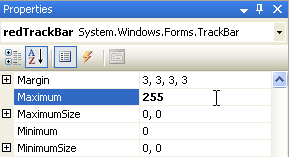 Properties
redTrackBar System.Windows.Forms.TrackBar
Margin 3, 3, 3, 3
Maximum 255
MaximumSize 0, 0
Minimum 0
MinimumSize 0, 0